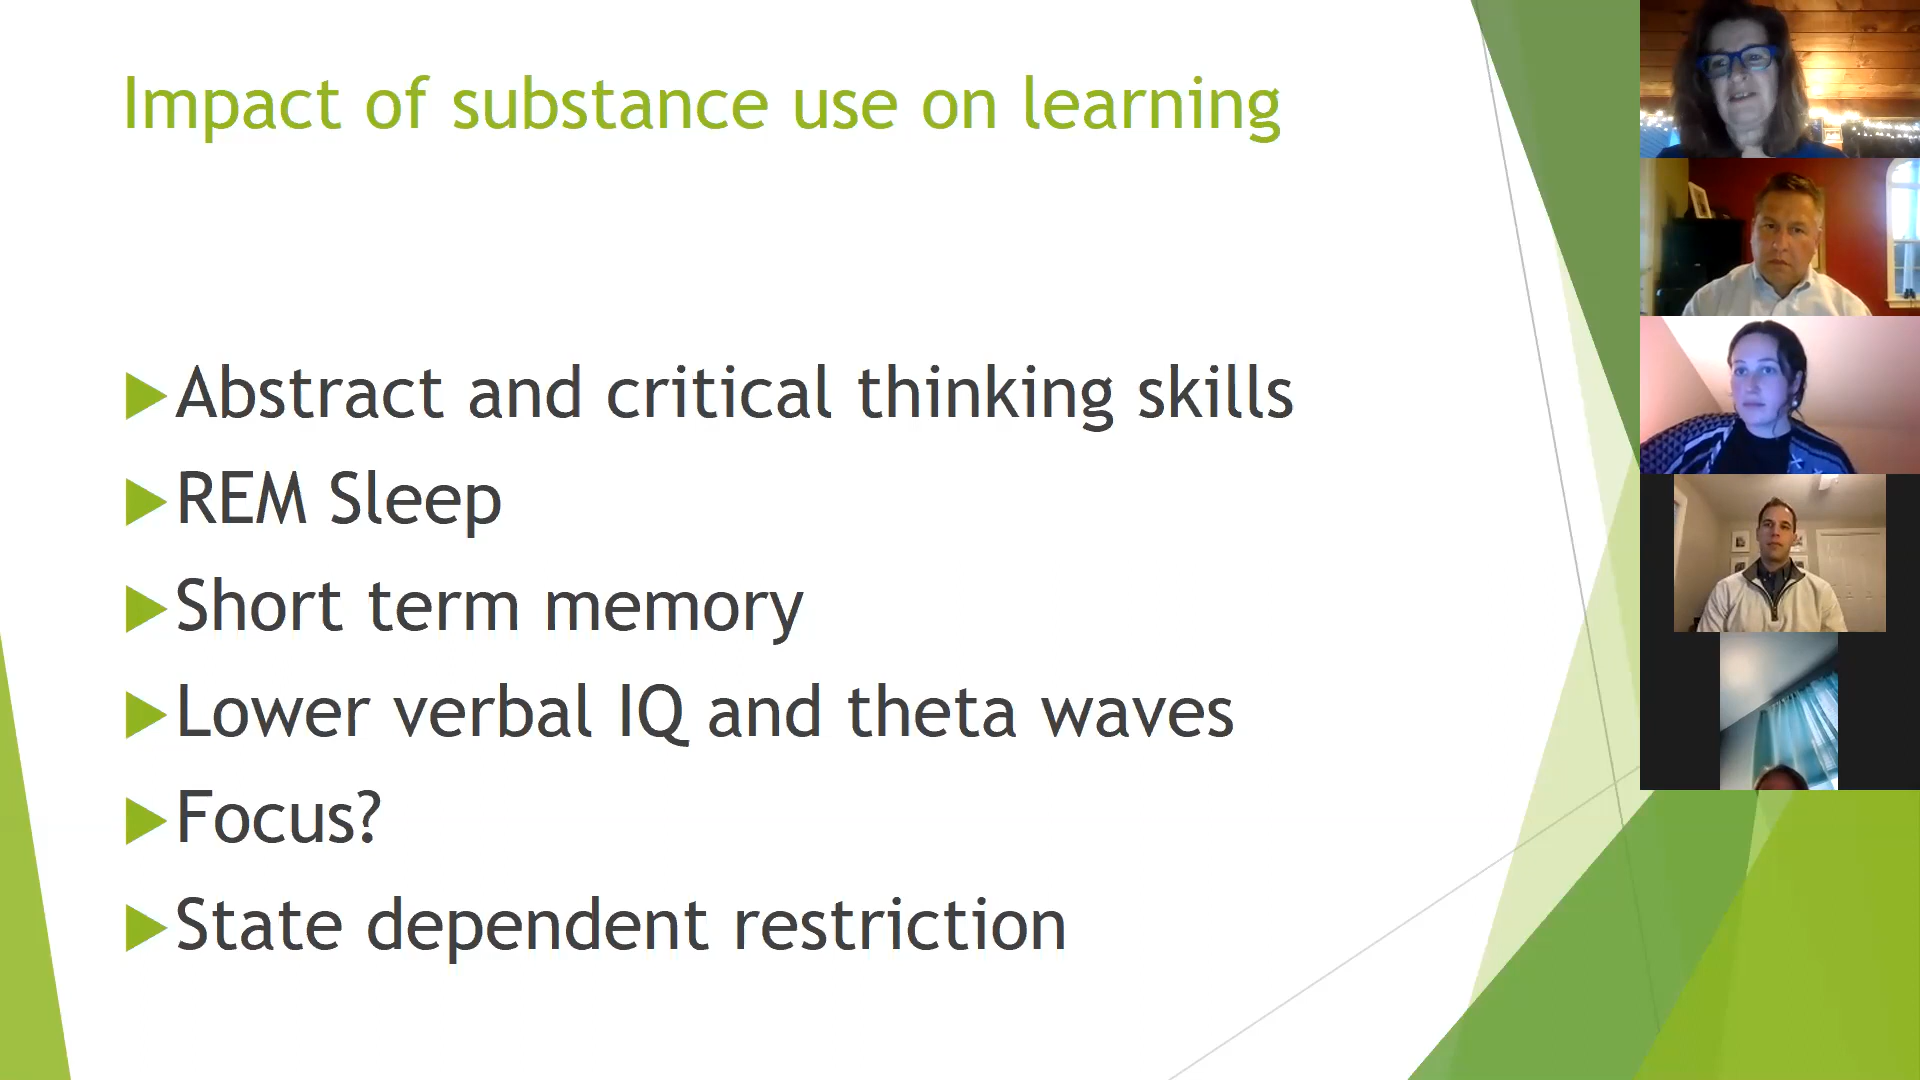 Impact of substance use on learning
Abstract and critical thinking skills
REM Sleep
Short term memory
Lower verbal IQ and theta waves
Focus?
State dependent restriction